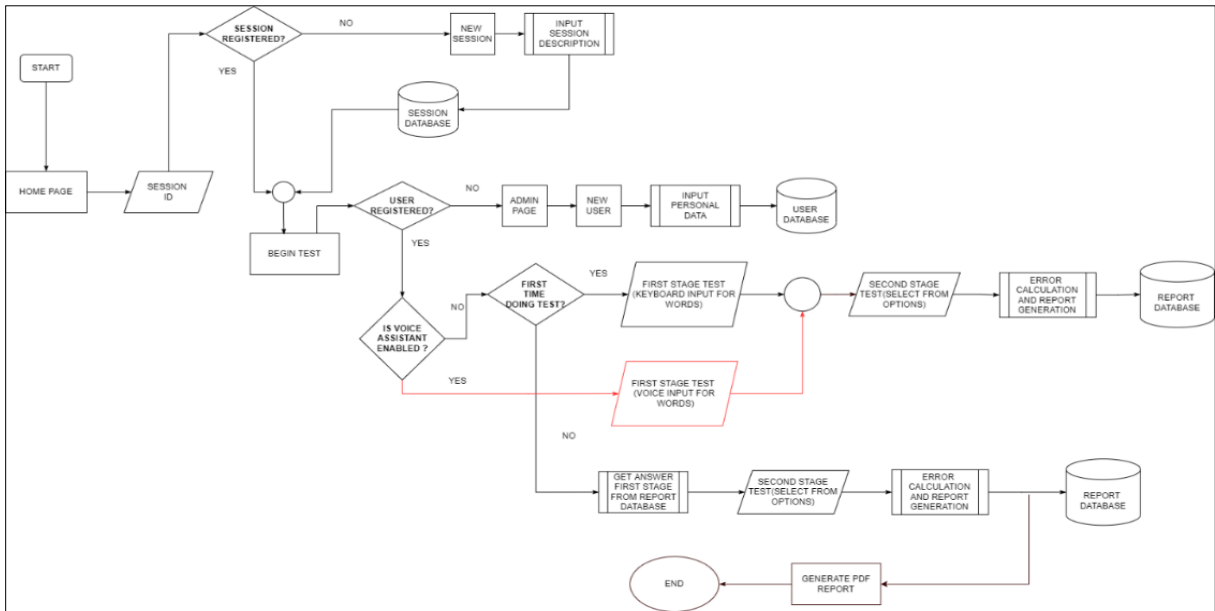 SESSION
REGISTERED?
NO
NEW
SESSION
INPUT
SESSION
DESCRIPTION
START
YES
SESSION
DATABASE
HOME PAGE
SESSION
ID
USER
REGISTERED?
NO
ADMIN
PAGE
NEW
USER
INPUT
PERSONAL
DATA
USER
DATABASE
BEGIN TEST
YES
FIRST
TIME
DOING TEST?
YES
FIRST STAGE TEST
(KEYBOARD INPUT FOR
WORDS)
SECOND STAGE
TEST(SELECT FROM
OPTIONS)
ERROR
CALCULATION
AND REPORT
GENERATION
REPORT
DATABASE
NO
IS VOICE
ASSISTANT
ENABLED ?
YES
FIRST STAGE TEST
(VOICE INPUT FOR
WORDS)
NO
GET ANSWER
FIRST STAGE
FROM REPORT
DATABASE
SECOND STAGE
TEST(SELECT FROM
OPTIONS)
ERROR
CALCULATION
AND REPORT
GENERATION
REPORT
DATABASE
END
GENERATE PDF
REPORT